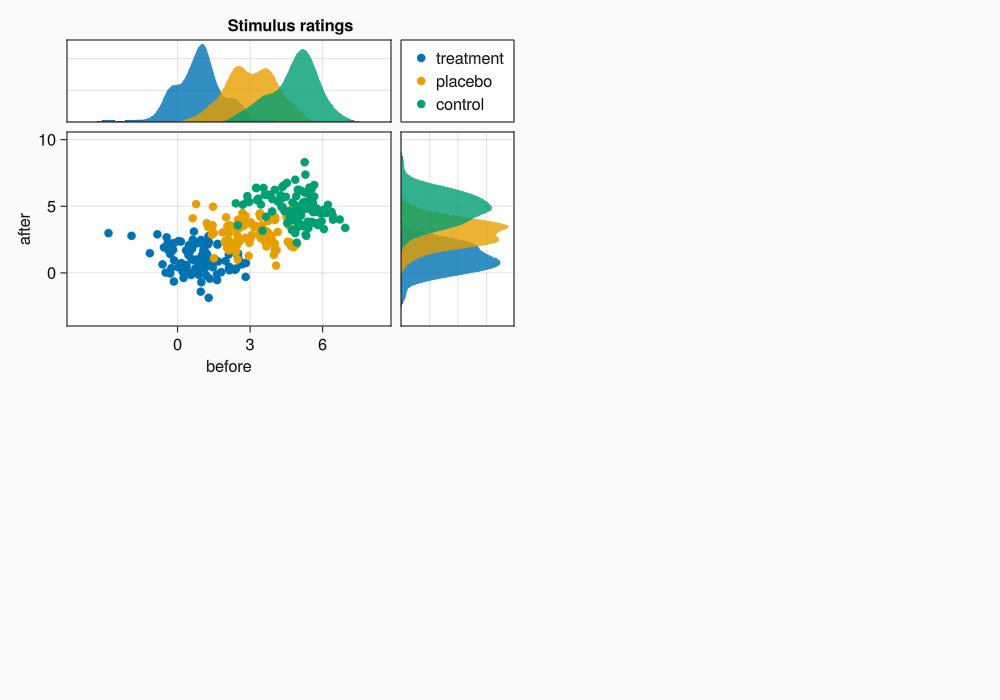 Stimulus ratings
treatment
placebo
control
10
5
0
after
0 3 6
before